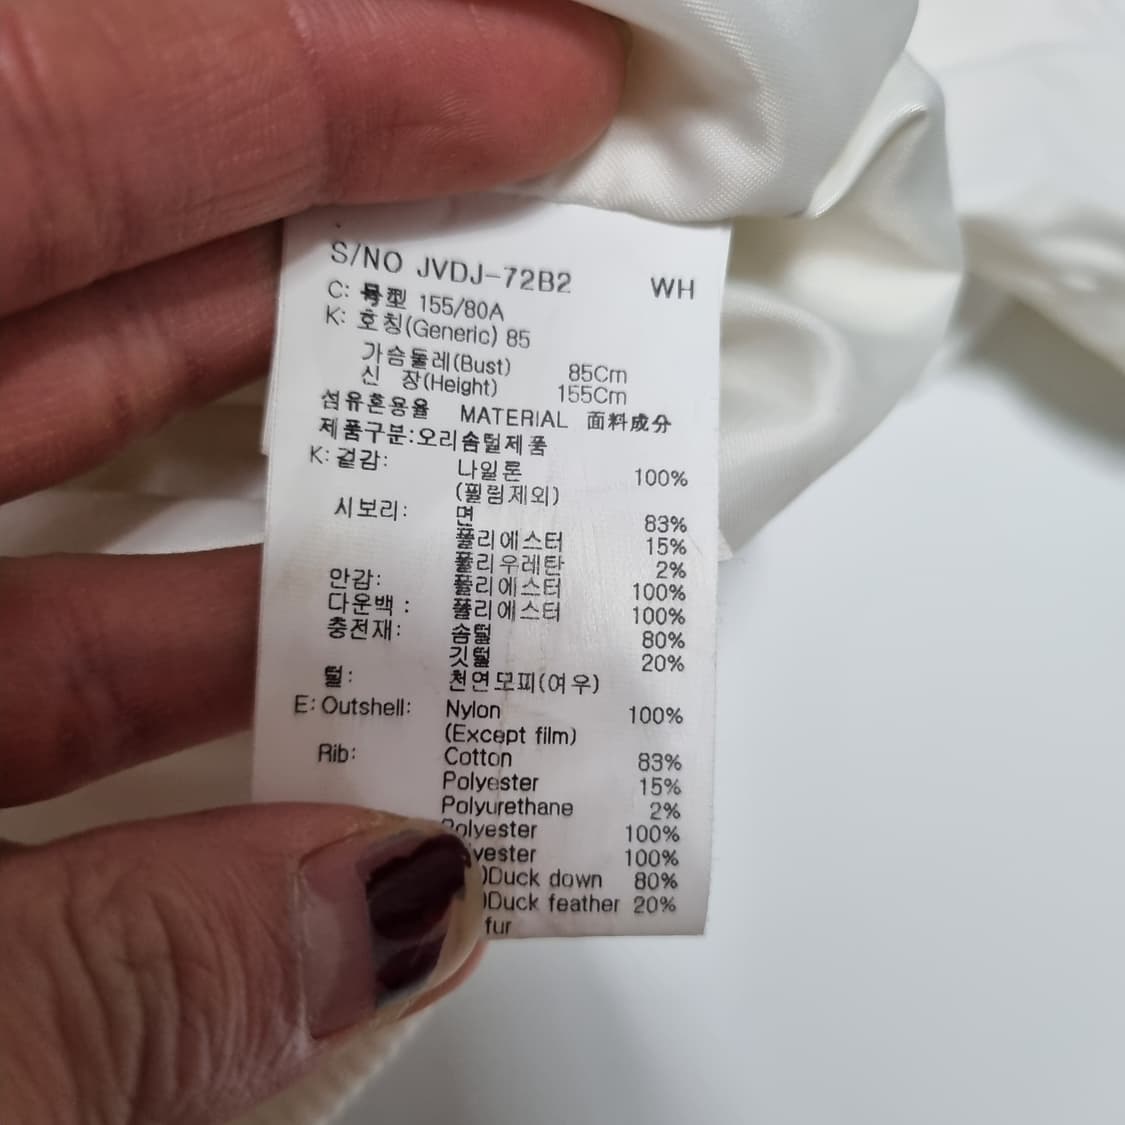 S/NO JVDJ-72B2 WH
C: 号型 155/80A
K: 호칭(Generic) 85
가슴둘레(Bust) 85Cm
신 장(Height) 155Cm
섬유혼용율 MATERIAL 面料成分
제품구분:오리솜털제품
K: 겉감: 나일론 100%
(필림제외)
시보리: 면 83%
폴리에스터 15%
폴리우레탄 2%
안감: 폴리에스터 100%
다운백: 폴리에스터 100%
충전재: 솜털 80%
깃털 20%
털: 천연모피(여우)
E: Outshell: Nylon 100%
(Except film)
Rib: Cotton 83%
Polyester 15%
Polyurethane 2%
Polyester 100%
yester 100%
)Duck down 80%
)Duck feather 20%
fur